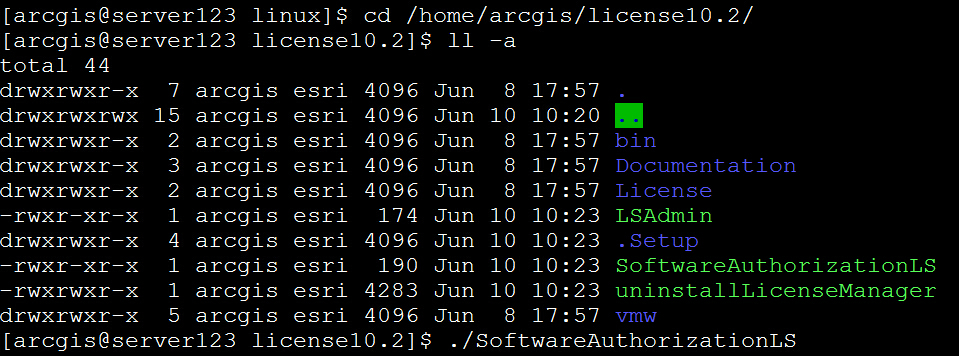 [arcgis@server123 linux]$ cd /home/arcgis/license10.2/
[arcgis@server123 license10.2]$ ll -a
total 44
drwxrwxr-x  7 arcgis esri 4096 Jun  8 17:57 .
drwxrwxrwx 15 arcgis esri 4096 Jun 10 10:20 ..
drwxrwxr-x  2 arcgis esri 4096 Jun  8 17:57 bin
drwxrwxr-x  3 arcgis esri 4096 Jun  8 17:57 Documentation
drwxrwxr-x  2 arcgis esri 4096 Jun  8 17:57 License
-rwxrwxr-x  1 arcgis esri  174 Jun 10 10:23 LSAdmin
drwxrwxr-x  4 arcgis esri 4096 Jun 10 10:23 .Setup
-rwxr-xr-x  1 arcgis esri  190 Jun 10 10:23 SoftwareAuthorizationLS
-rwxrwxr-x  1 arcgis esri 4283 Jun 10 10:23 uninstallLicenseManager
drwxrwxr-x  5 arcgis esri 4096 Jun  8 17:57 vmw
[arcgis@server123 license10.2]$ ./SoftwareAuthorizationLS